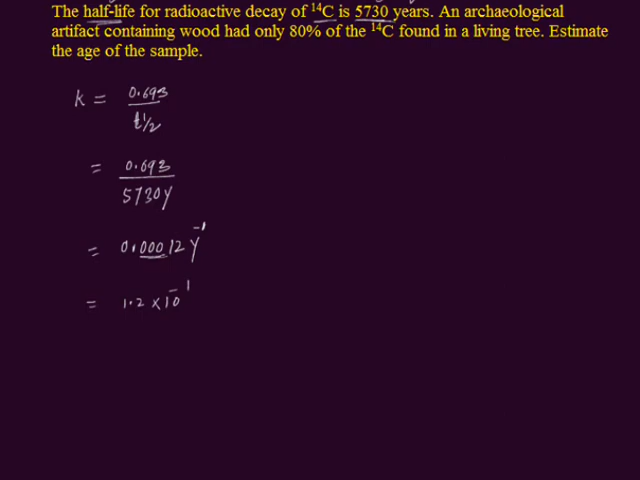 The half-life for radioactive decay of ¹⁴C is 5730 years. An archaeological
artifact containing wood had only 80% of the ¹⁴C found in a living tree. Estimate
the age of the sample.
k = 0.693 / t½
= 0.693 / 5730y
= 0.00012 y⁻¹
= 1.2 × 10⁻¹